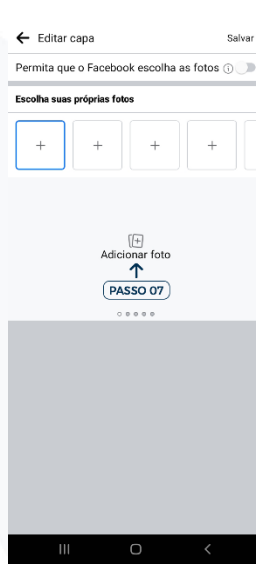 Editar capa
Salvar
Permita que o Facebook escolha as fotos
Escolha suas próprias fotos
Adicionar foto
PASSO 07